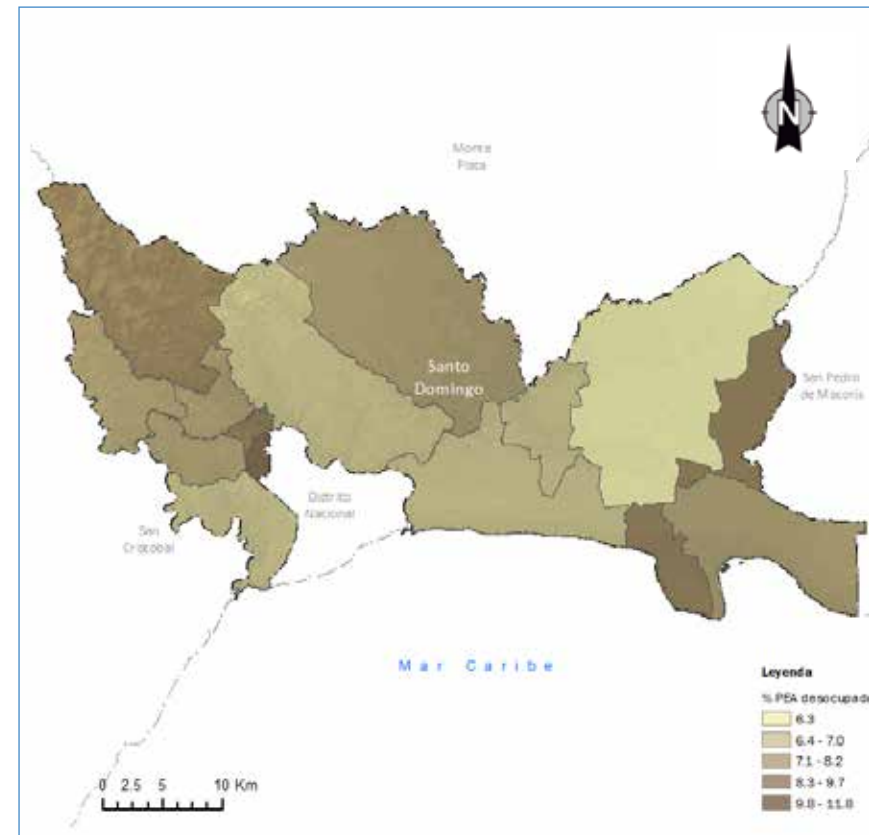 N
Monte
Plata
Santo
Domingo
San Pedro
de Macorís
Distrito
Nacional
San
Cristobal
Mar Caribe
Leyenda
% PEA desocupada
6.3
6.4 - 7.0
7.1 - 8.2
8.3 - 9.7
9.8 - 11.8
0 2.5 5 10 Km